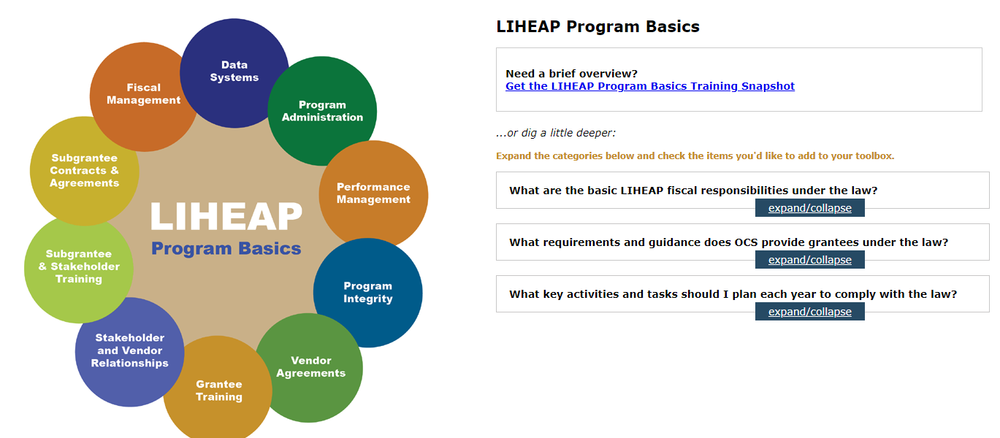 Data
Systems
Program
Administration
Performance
Management
Program
Integrity
Vendor
Agreements
Grantee
Training
Stakeholder
and Vendor
Relationships
Subgrantee
& Stakeholder
Training
Subgrantee
Contracts &
Agreements
Fiscal
Management
LIHEAP
Program Basics
LIHEAP Program Basics
Need a brief overview?
Get the LIHEAP Program Basics Training Snapshot
...or dig a little deeper:
Expand the categories below and check the items you'd like to add to your toolbox.
What are the basic LIHEAP fiscal responsibilities under the law?
expand/collapse
What requirements and guidance does OCS provide grantees under the law?
expand/collapse
What key activities and tasks should I plan each year to comply with the law?
expand/collapse